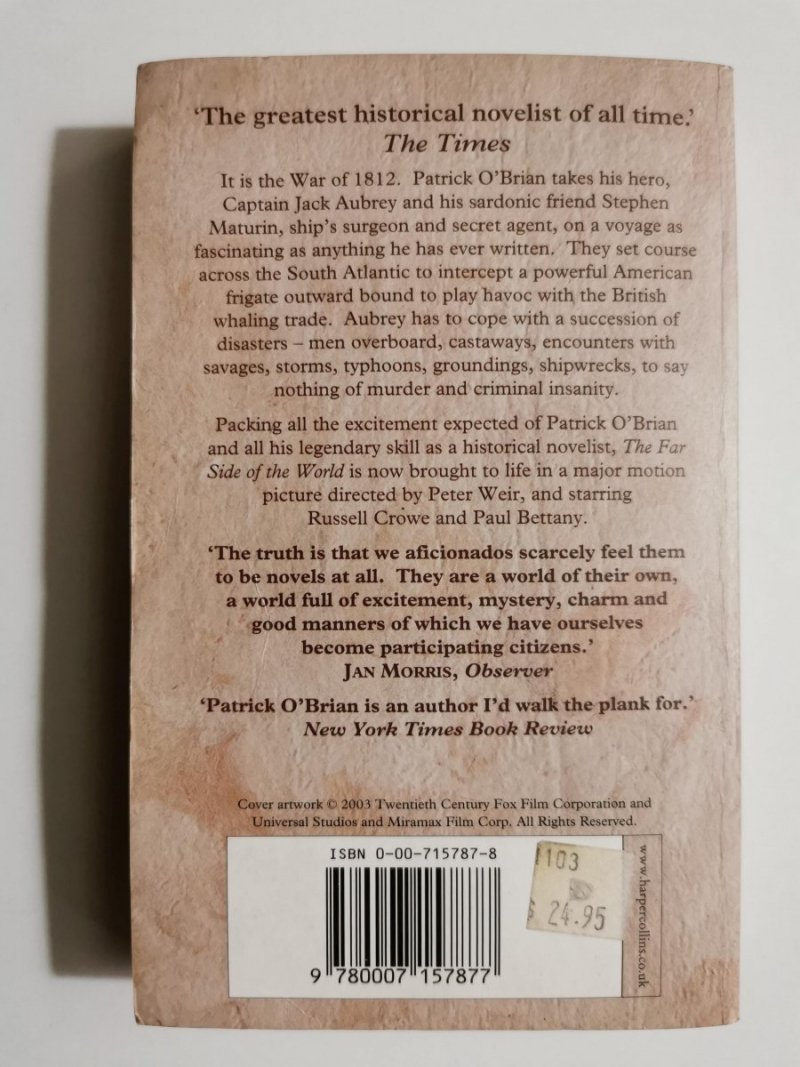 ‘The greatest historical novelist of all time.’
The Times
It is the War of 1812. Patrick O’Brian takes his hero,
Captain Jack Aubrey and his sardonic friend Stephen
Maturin, ship’s surgeon and secret agent, on a voyage as
fascinating as anything he has ever written. They set course
across the South Atlantic to intercept a powerful American
frigate outward bound to play havoc with the British
whaling trade. Aubrey has to cope with a succession of
disasters – men overboard, castaways, encounters with
savages, storms, typhoons, groundings, shipwrecks, to say
nothing of murder and criminal insanity.
Packing all the excitement expected of Patrick O’Brian
and all his legendary skill as a historical novelist, The Far
Side of the World is now brought to life in a major motion
picture directed by Peter Weir, and starring
Russell Crowe and Paul Bettany.
‘The truth is that we aficionados scarcely feel them
to be novels at all. They are a world of their own,
a world full of excitement, mystery, charm and
good manners of which we have ourselves
become participating citizens.’
JAN MORRIS, Observer
‘Patrick O’Brian is an author I’d walk the plank for.’
New York Times Book Review
Cover artwork © 2003 Twentieth Century Fox Film Corporation and
Universal Studios and Miramax Film Corp. All Rights Reserved.
ISBN 0-00-715787-8
9 780007 157877
1103
$ 24.95
www.harpercollins.co.uk